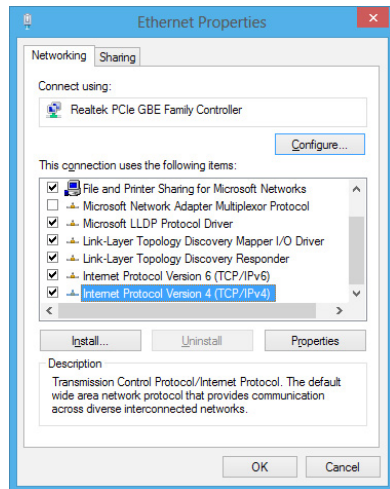 Ethernet Properties
Networking
Sharing
Connect using:
Realtek PCIe GBE Family Controller
Configure...
This connection uses the following items:
File and Printer Sharing for Microsoft Networks
Microsoft Network Adapter Multiplexor Protocol
Microsoft LLDP Protocol Driver
Link-Layer Topology Discovery Mapper I/O Driver
Link-Layer Topology Discovery Responder
Internet Protocol Version 6 (TCP/IPv6)
Internet Protocol Version 4 (TCP/IPv4)
Install...
Uninstall
Properties
Description
Transmission Control Protocol/Internet Protocol. The default
wide area network protocol that provides communication
across diverse interconnected networks.
OK
Cancel